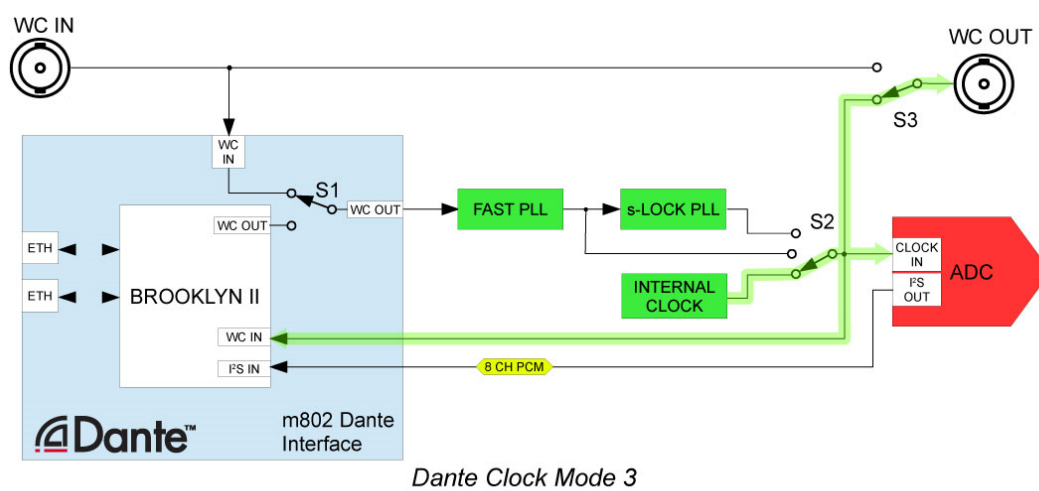 WC IN
WC OUT
S3
WC
IN
S1
WC OUT
FAST PLL
s-LOCK PLL
S2
WC OUT
ETH
ETH
BROOKLYN II
INTERNAL
CLOCK
CLOCK
IN
I²S
OUT
ADC
WC IN
I²S IN
8 CH PCM
Dante™
m802 Dante
Interface
Dante Clock Mode 3